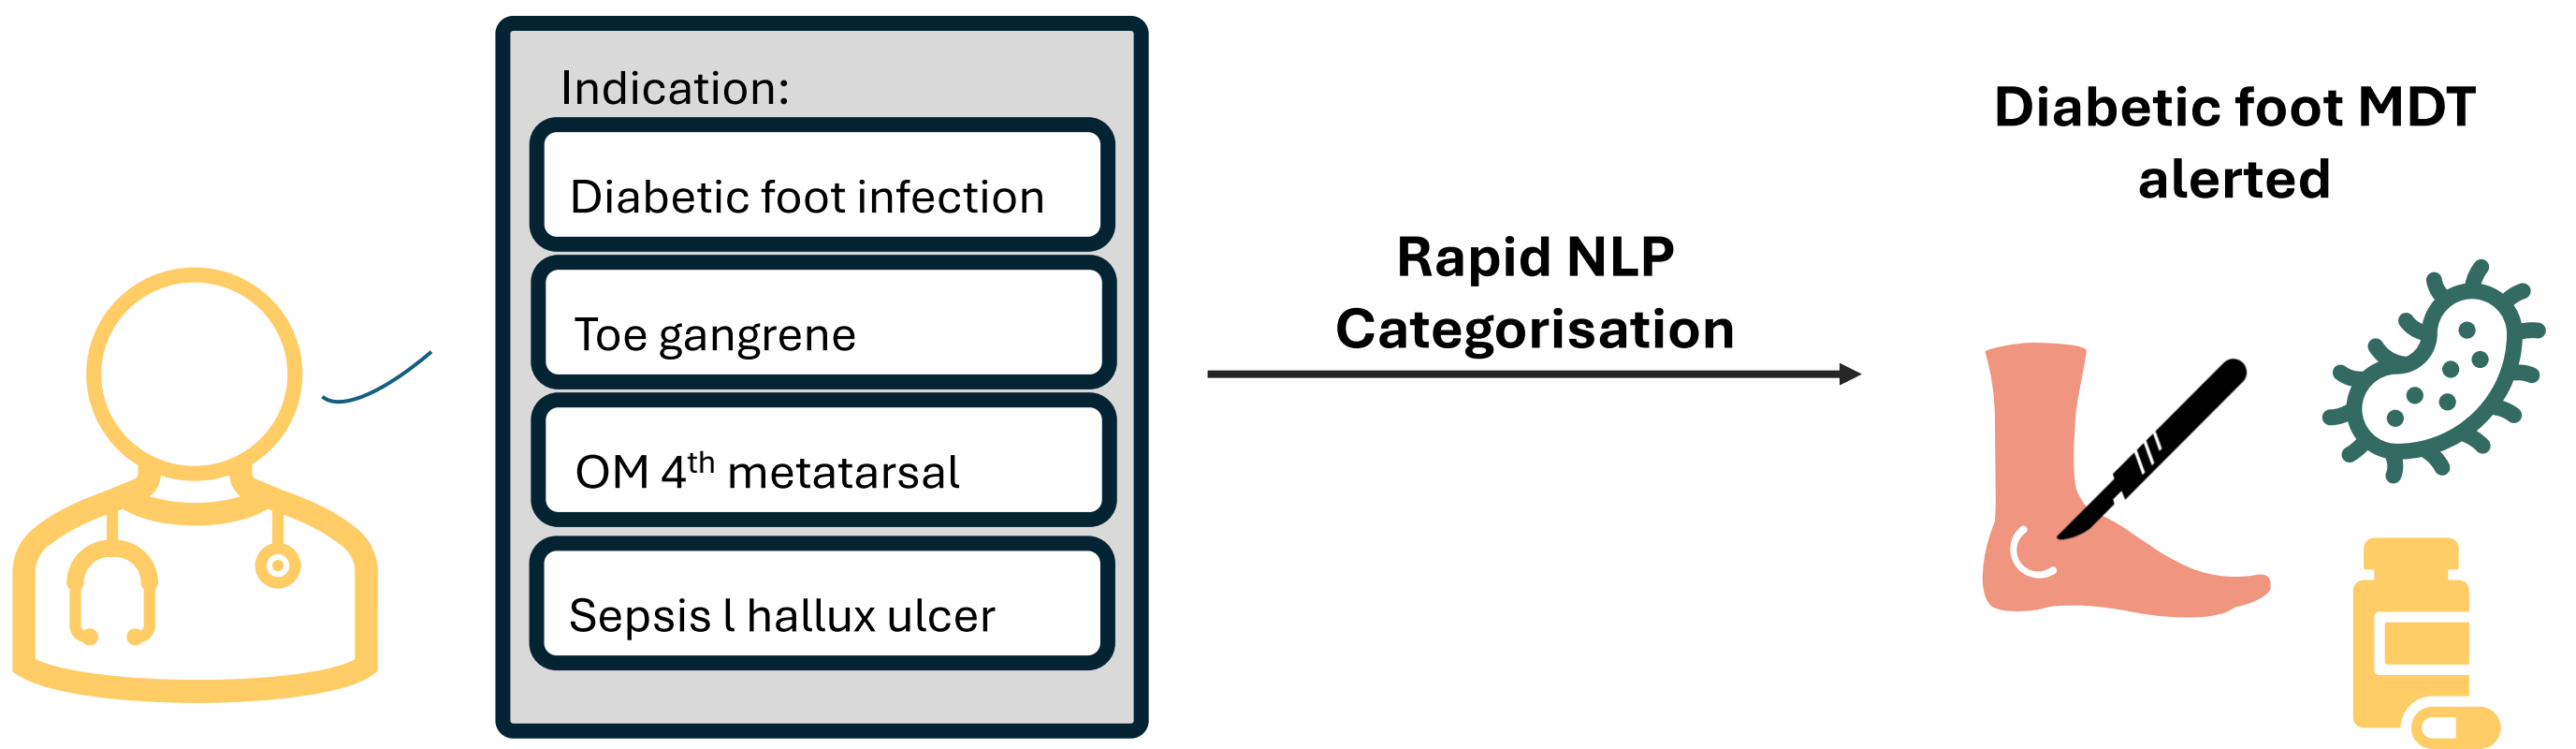 Indication:
Diabetic foot infection
Toe gangrene
OM 4th metatarsal
Sepsis l hallux ulcer
Rapid NLP
Categorisation
Diabetic foot MDT
alerted